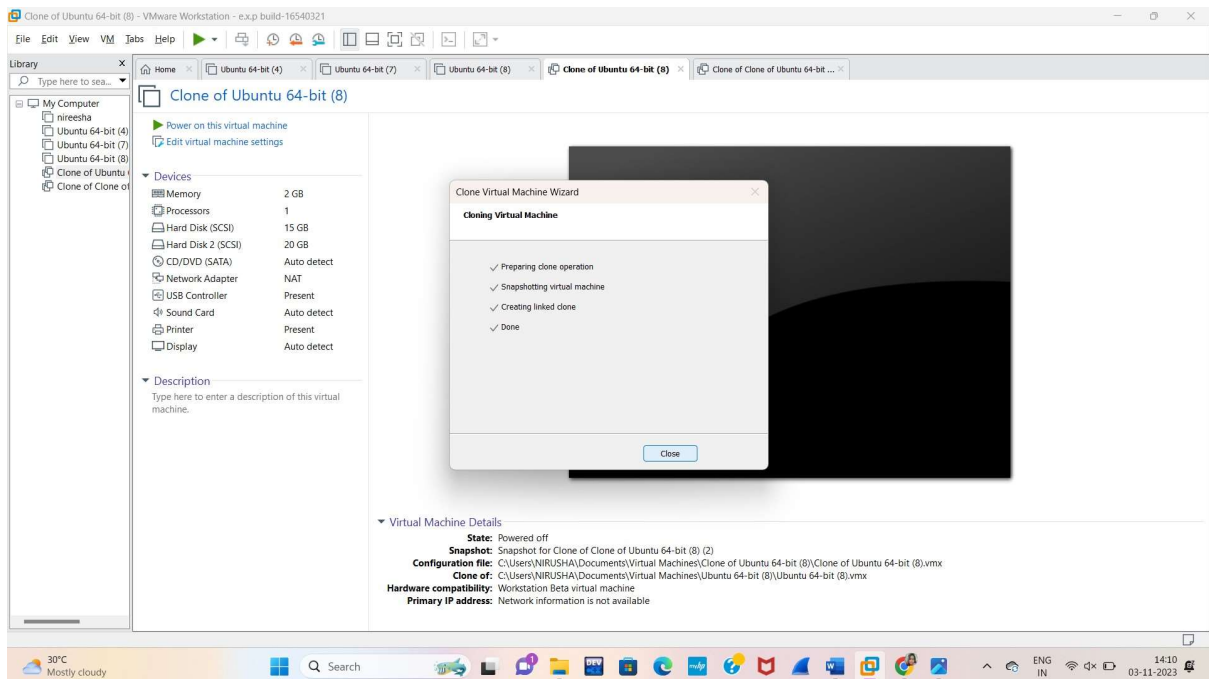 Clone of Ubuntu 64-bit (8) - VMware Workstation - e.x.p build-16540321
File Edit View VM Tabs Help
Library X
Type here to sea...
Home
Ubuntu 64-bit (4)
Ubuntu 64-bit (7)
Ubuntu 64-bit (8)
Clone of Ubuntu 64-bit (8)
Clone of Clone of Ubuntu 64-bit ...
My Computer
nireesha
Ubuntu 64-bit (4)
Ubuntu 64-bit (7)
Ubuntu 64-bit (8)
Clone of Ubuntu
Clone of Clone of
Clone of Ubuntu 64-bit (8)
Power on this virtual machine
Edit virtual machine settings
Devices
Memory 2 GB
Processors 1
Hard Disk (SCSI) 15 GB
Hard Disk 2 (SCSI) 20 GB
CD/DVD (SATA) Auto detect
Network Adapter NAT
USB Controller Present
Sound Card Auto detect
Printer Present
Display Auto detect
Description
Type here to enter a description of this virtual
machine.
Clone Virtual Machine Wizard
Cloning Virtual Machine
Preparing clone operation
Snapshotting virtual machine
Creating linked clone
Done
Close
Virtual Machine Details
State: Powered off
Snapshot: Snapshot for Clone of Clone of Ubuntu 64-bit (8) (2)
Configuration file: C:\Users\NIRUSHA\Documents\Virtual Machines\Clone of Ubuntu 64-bit (8)\Clone of Ubuntu 64-bit (8).vmx
Clone of: C:\Users\NIRUSHA\Documents\Virtual Machines\Ubuntu 64-bit (8)\Ubuntu 64-bit (8).vmx
Hardware compatibility: Workstation Beta virtual machine
Primary IP address: Network information is not available
30°C
Mostly cloudy
Search
DEV
ENG
IN
14:10
03-11-2023